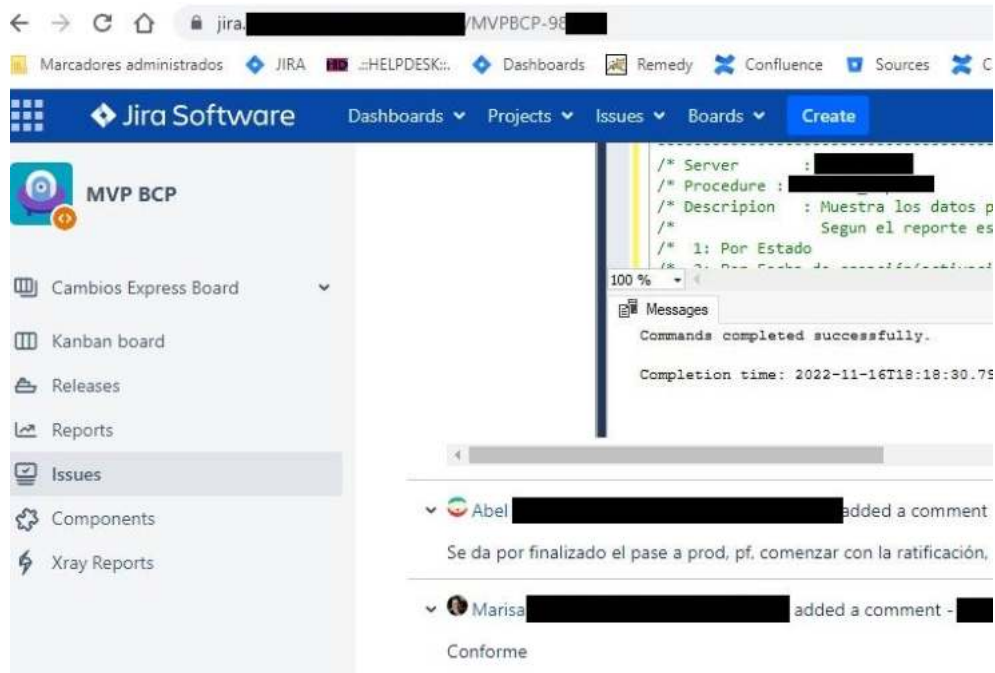 jira.
/MVPBCP-98
Marcadores administrados JIRA HD .::HELPDESK::. Dashboards Remedy Confluence Sources C
Jira Software Dashboards Projects Issues Boards Create
/* Server :
/* Procedure :
/* Descripion : Muestra los datos p
/* Segun el reporte es
/* 1: Por Estado
100 %
Messages
Commands completed successfully.
Completion time: 2022-11-16T18:18:30.79
MVP BCP
Cambios Express Board
Kanban board
Releases
Reports
Issues
Components
Xray Reports
Abel added a comment
Se da por finalizado el pase a prod, pf, comenzar con la ratificación,
Marisa added a comment -
Conforme